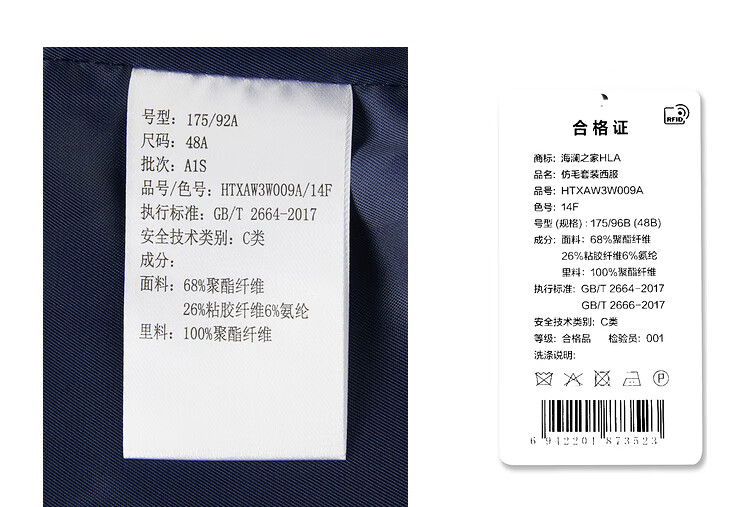 号型：175/92A
尺码：48A
批次：A1S
品号/色号：HTXAW3W009A/14F
执行标准：GB/T 2664-2017
安全技术类别：C类
成分：
面料：68%聚酯纤维
26%粘胶纤维6%氨纶
里料：100%聚酯纤维
RFID
合格证
商标：海澜之家HLA
品名：仿毛套装西服
品号：HTXAW3W009A
色号：14F
号型（规格）：175/96B (48B)
成分：面料：68%聚酯纤维
26%粘胶纤维6%氨纶
里料：100%聚酯纤维
执行标准：GB/T 2664-2017
GB/T 2666-2017
安全技术类别：C类
等级：合格品 检验员：001
洗涤说明：
P
6 942201 873523